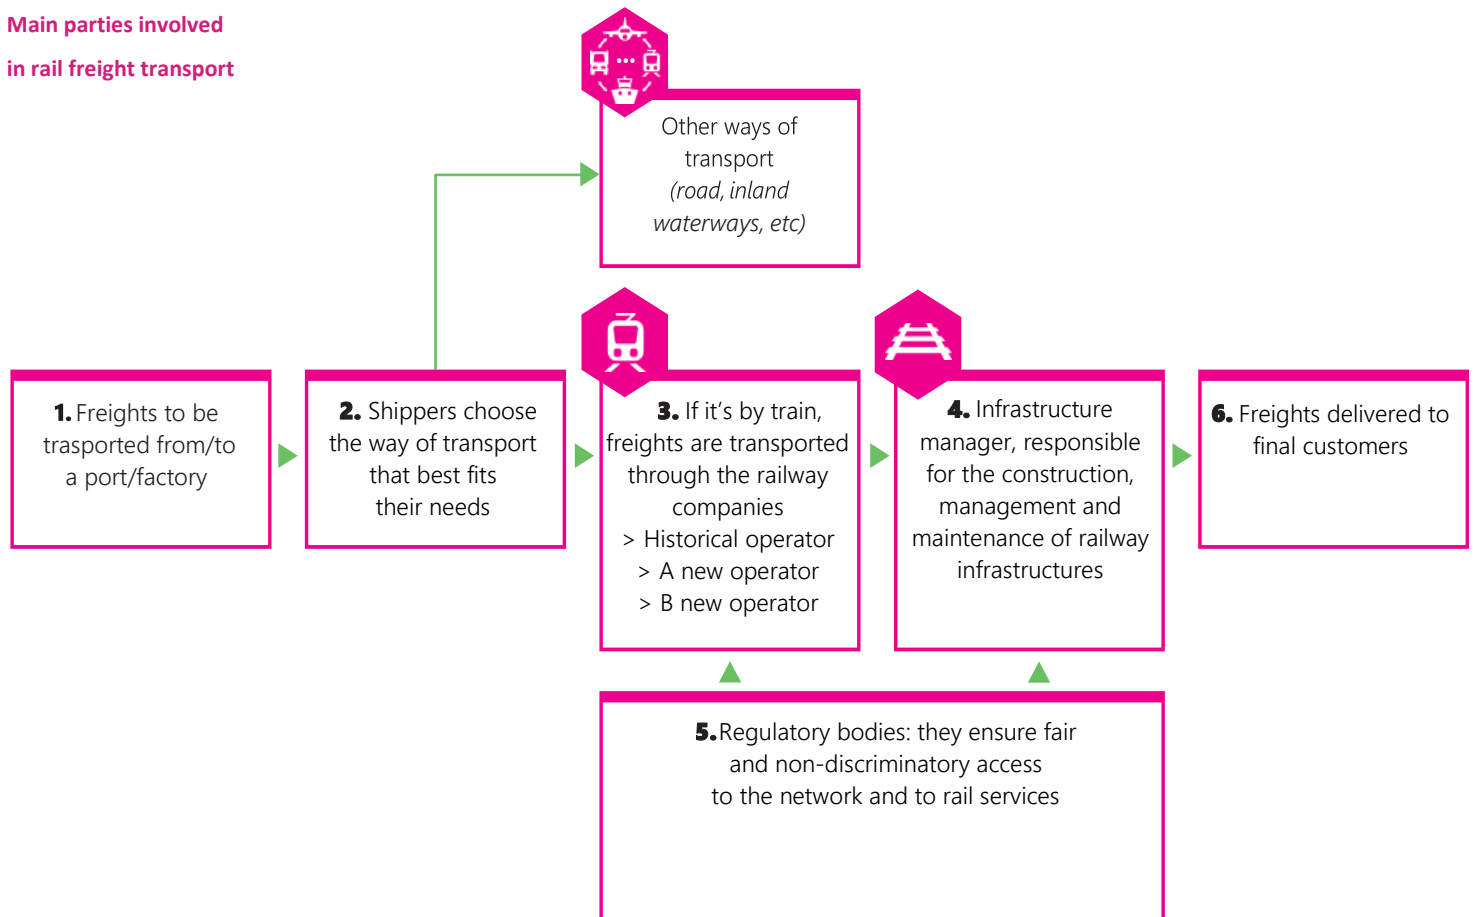 Main parties involved
in rail freight transport
Other ways of
transport
(road, inland
waterways, etc)
1. Freights to be
trasported from/to
a port/factory
2. Shippers choose
the way of transport
that best fits
their needs
3. If it's by train,
freights are transported
through the railway
companies
> Historical operator
> A new operator
> B new operator
4. Infrastructure
manager, responsible
for the construction,
management and
maintenance of railway
infrastructures
6. Freights delivered to
final customers
5. Regulatory bodies: they ensure fair
and non-discriminatory access
to the network and to rail services